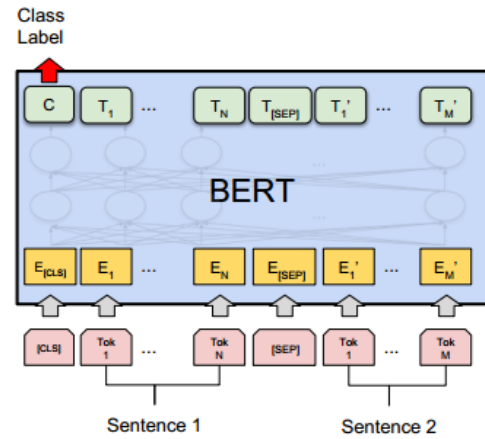 Class
Label
C T1 ... TN T[SEP] T1' ... TM'
...
...
BERT
E[CLS] E1 ... EN E[SEP] E1' ... EM'
[CLS] Tok 1 ... Tok N [SEP] Tok 1 ... Tok M
Sentence 1 Sentence 2